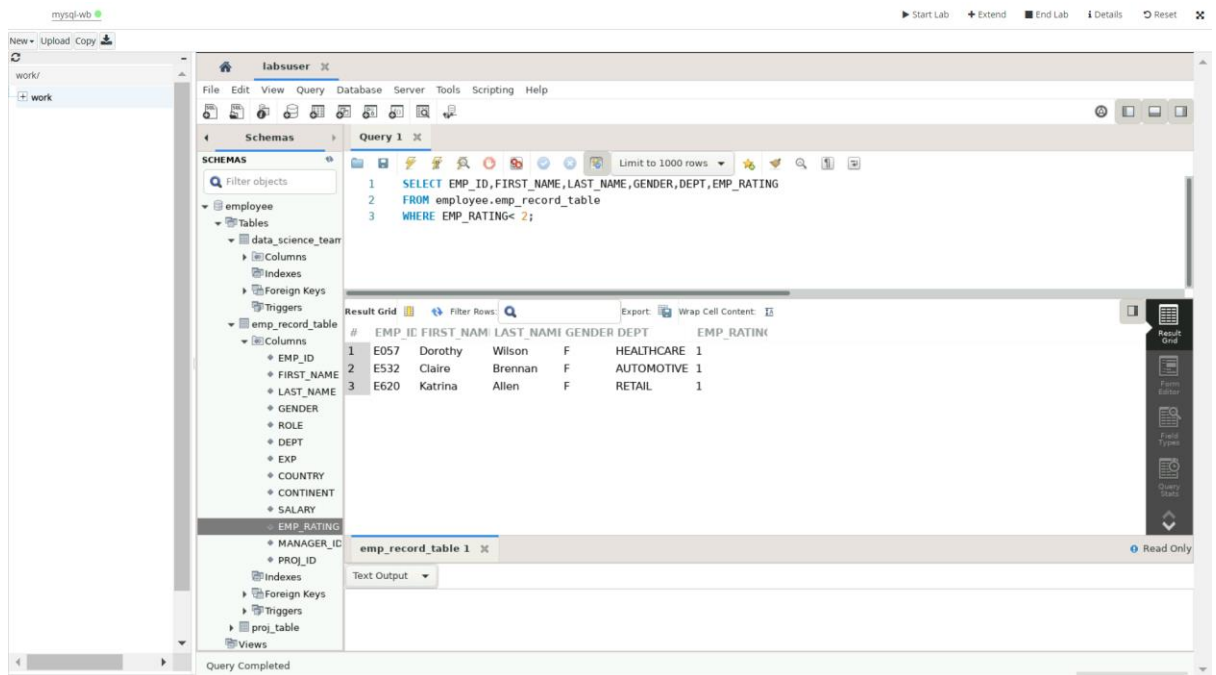 mysql-wb
Start Lab + Extend End Lab i Details Reset
New Upload Copy
work/
work
labsuser
File Edit View Query Database Server Tools Scripting Help
Schemas
Query 1
SCHEMAS
Limit to 1000 rows
Filter objects
1 SELECT EMP_ID,FIRST_NAME,LAST_NAME,GENDER,DEPT,EMP_RATING
2 FROM employee.emp_record_table
3 WHERE EMP_RATING< 2;
employee
Tables
data_science_team
Columns
Indexes
Foreign Keys
Triggers
emp_record_table
Columns
EMP_ID
FIRST_NAME
LAST_NAME
GENDER
ROLE
DEPT
EXP
COUNTRY
CONTINENT
SALARY
EMP_RATING
MANAGER_ID
PROJ_ID
Indexes
Foreign Keys
Triggers
proj_table
Views
Result Grid Filter Rows: Export: Wrap Cell Content:
# EMP_IC FIRST_NAMI LAST_NAMI GENDER DEPT EMP_RATING
1 E057 Dorothy Wilson F HEALTHCARE 1
2 E532 Claire Brennan F AUTOMOTIVE 1
3 E620 Katrina Allen F RETAIL 1
Result
Grid
Form
Editor
Field
Types
Query
Stats
emp_record_table 1
Read Only
Text Output
Query Completed